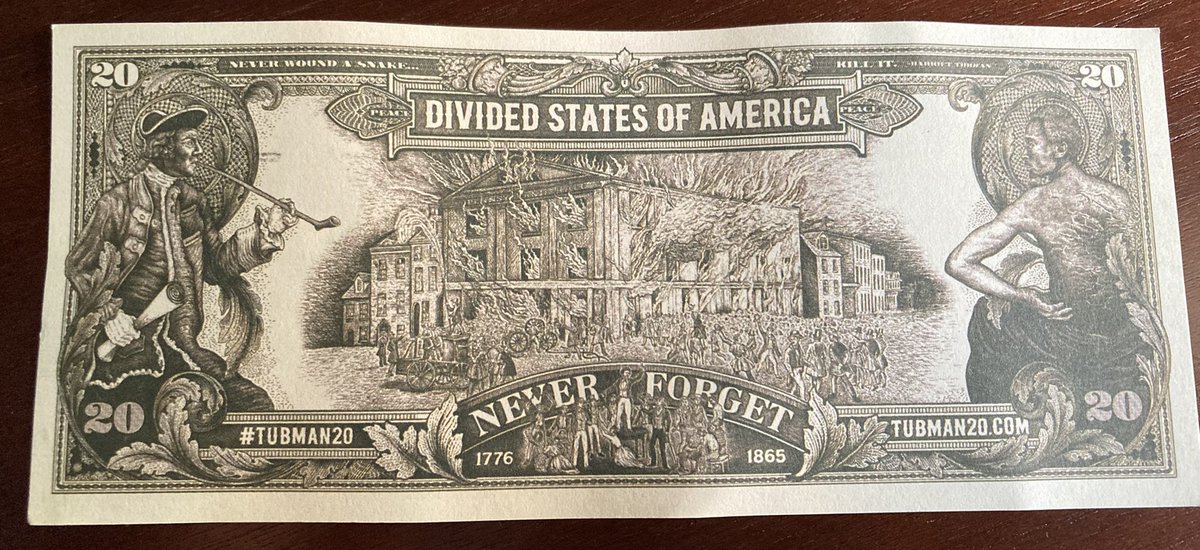 20
NEVER WOUND A SNAKE...
KILL IT. -HARRIET TUBMAN
20
PEACE
DIVIDED STATES OF AMERICA
PEACE
NEVER FORGET
20
#TUBMAN20
1776
1865
TUBMAN20.COM
20